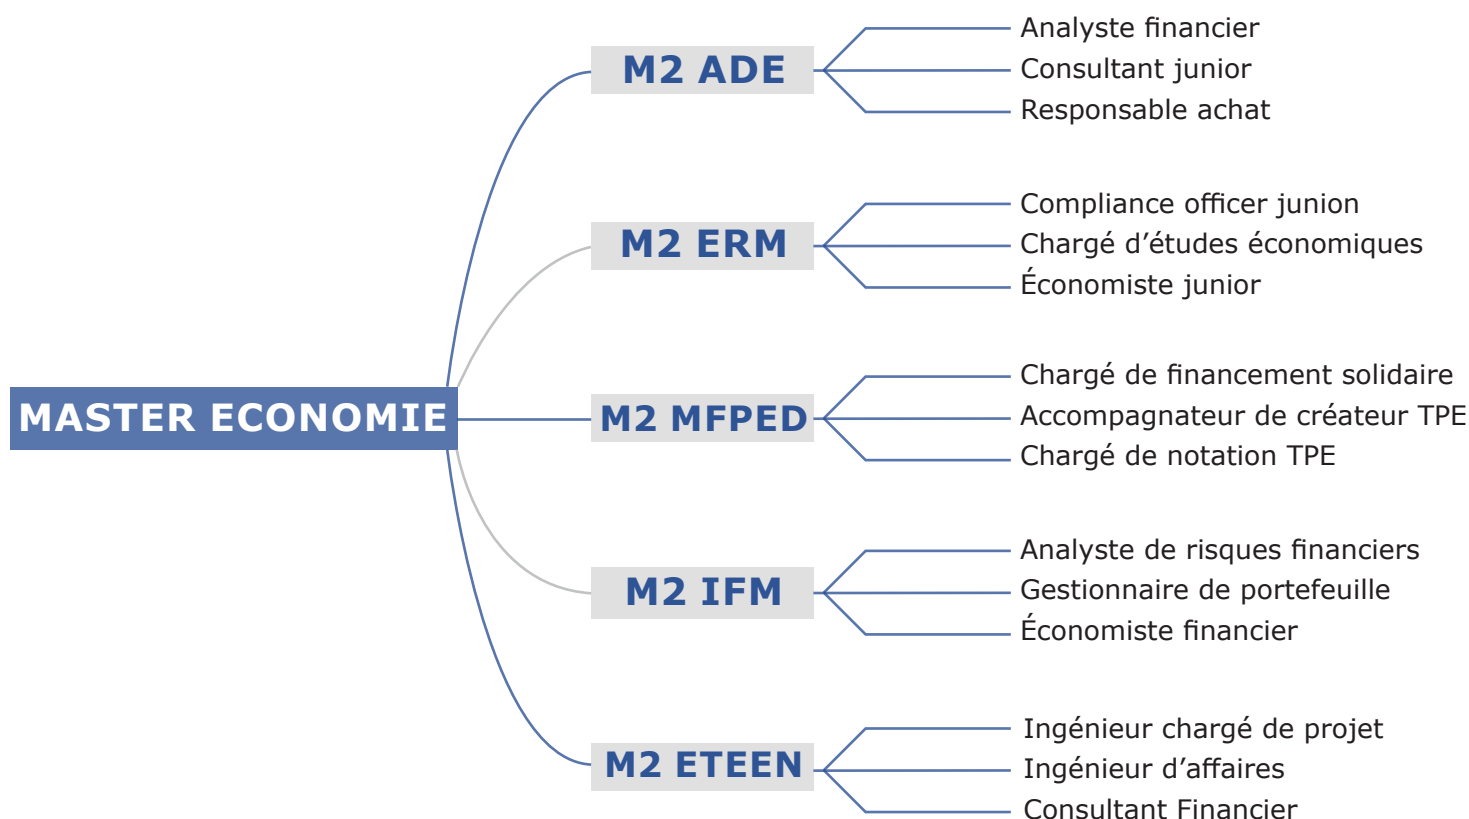 MASTER ECONOMIE
M2 ADE
Analyste financier
Consultant junior
Responsable achat
M2 ERM
Compliance officer junion
Chargé d’études économiques
Économiste junior
M2 MFPED
Chargé de financement solidaire
Accompagnateur de créateur TPE
Chargé de notation TPE
M2 IFM
Analyste de risques financiers
Gestionnaire de portefeuille
Économiste financier
M2 ETEEN
Ingénieur chargé de projet
Ingénieur d’affaires
Consultant Financier